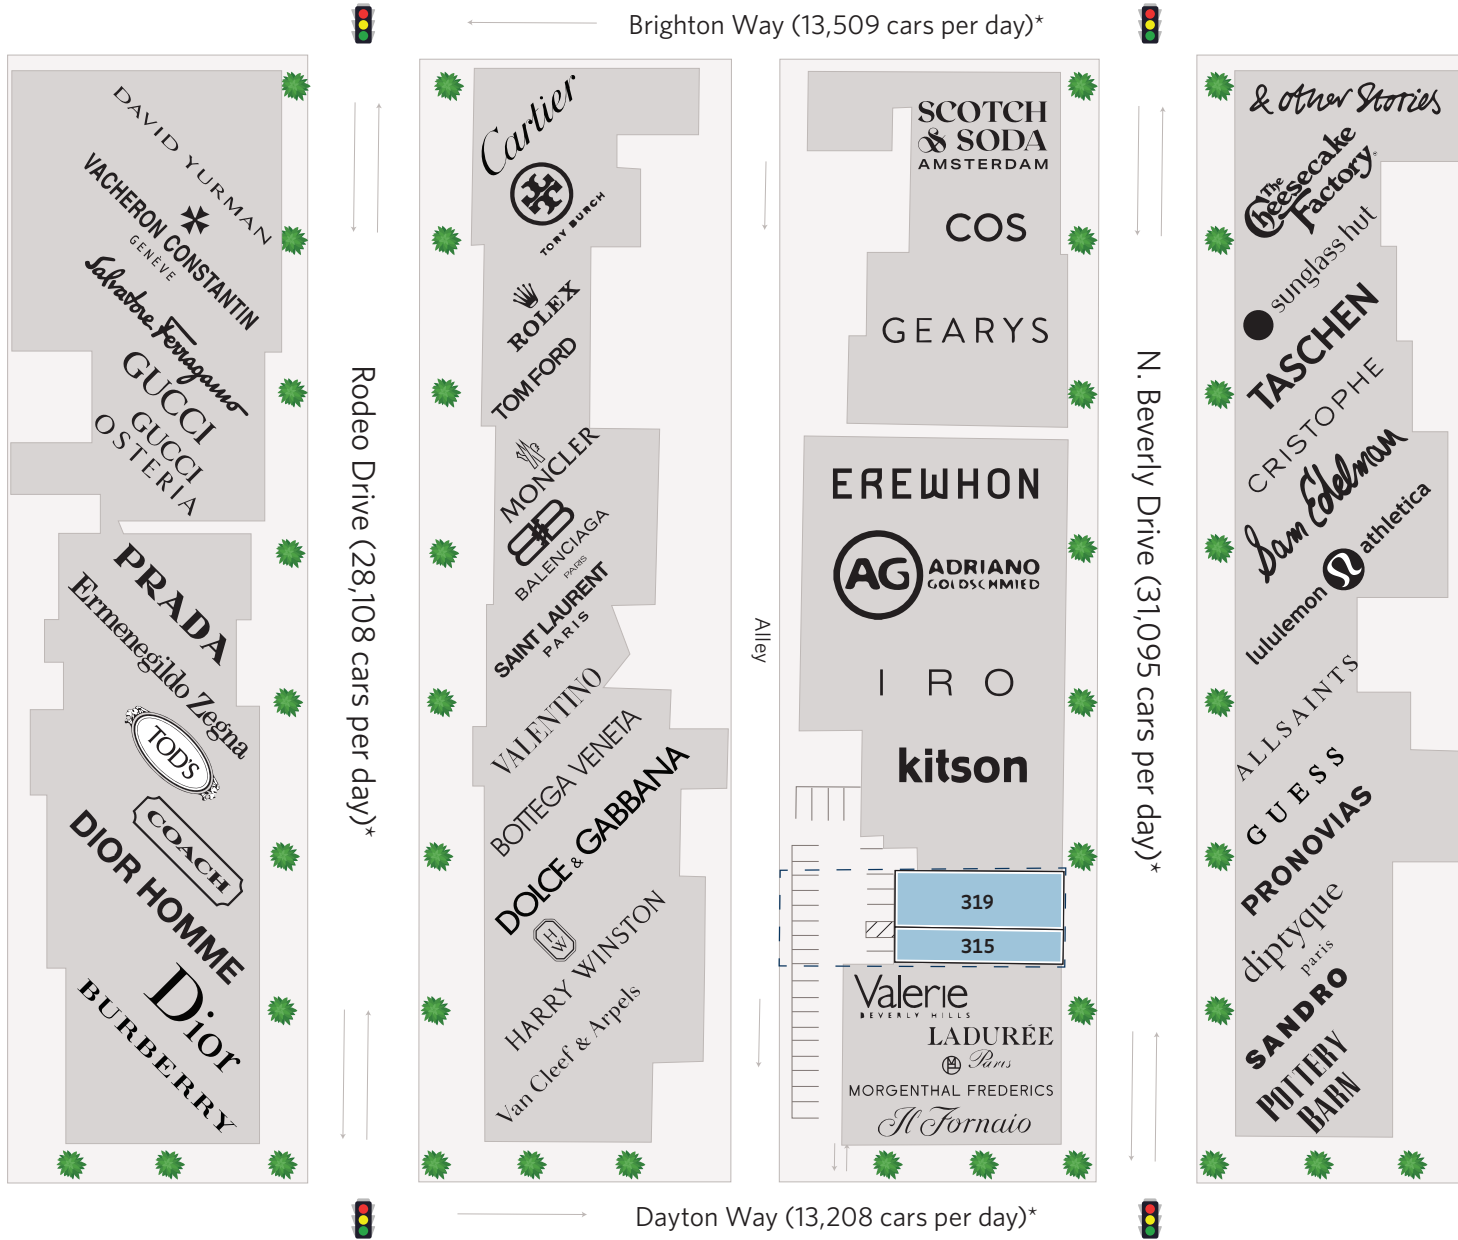 Brighton Way (13,509 cars per day)*
DAVID YURMAN
VACHERON CONSTANTIN
GENÈVE
Salvatore Ferragamo
GUCCI
GUCCI
OSTERIA
PRADA
Ermenegildo Zegna
TOD'S
COACH
DIOR HOMME
Dior
BURBERRY
Rodeo Drive (28,108 cars per day)*
Cartier
TORY BURCH
ROLEX
TOM FORD
MONCLER
BB
BALENCIAGA
PARIS
SAINT LAURENT
PARIS
VALENTINO
BOTTEGA VENETA
DOLCE & GABBANA
HW
HARRY WINSTON
Van Cleef & Arpels
Alley
SCOTCH
& SODA
AMSTERDAM
COS
GEARYS
EREWHON
AG ADRIANO
GOLDSCHMIED
IRO
kitson
319
315
Valerie
BEVERLY HILLS
LADURÉE
Paris
MORGENTHAL FREDERICS
Il Fornaio
N. Beverly Drive (31,095 cars per day)*
& other Stories
The
Cheesecake
Factory
sunglass hut
TASCHEN
CRISTOPHE
Sam Edelman
lululemon athletica
ALLSAINTS
GUESS
PRONOVIAS
diptyque
paris
SANDRO
POTTERY
BARN
Dayton Way (13,208 cars per day)*